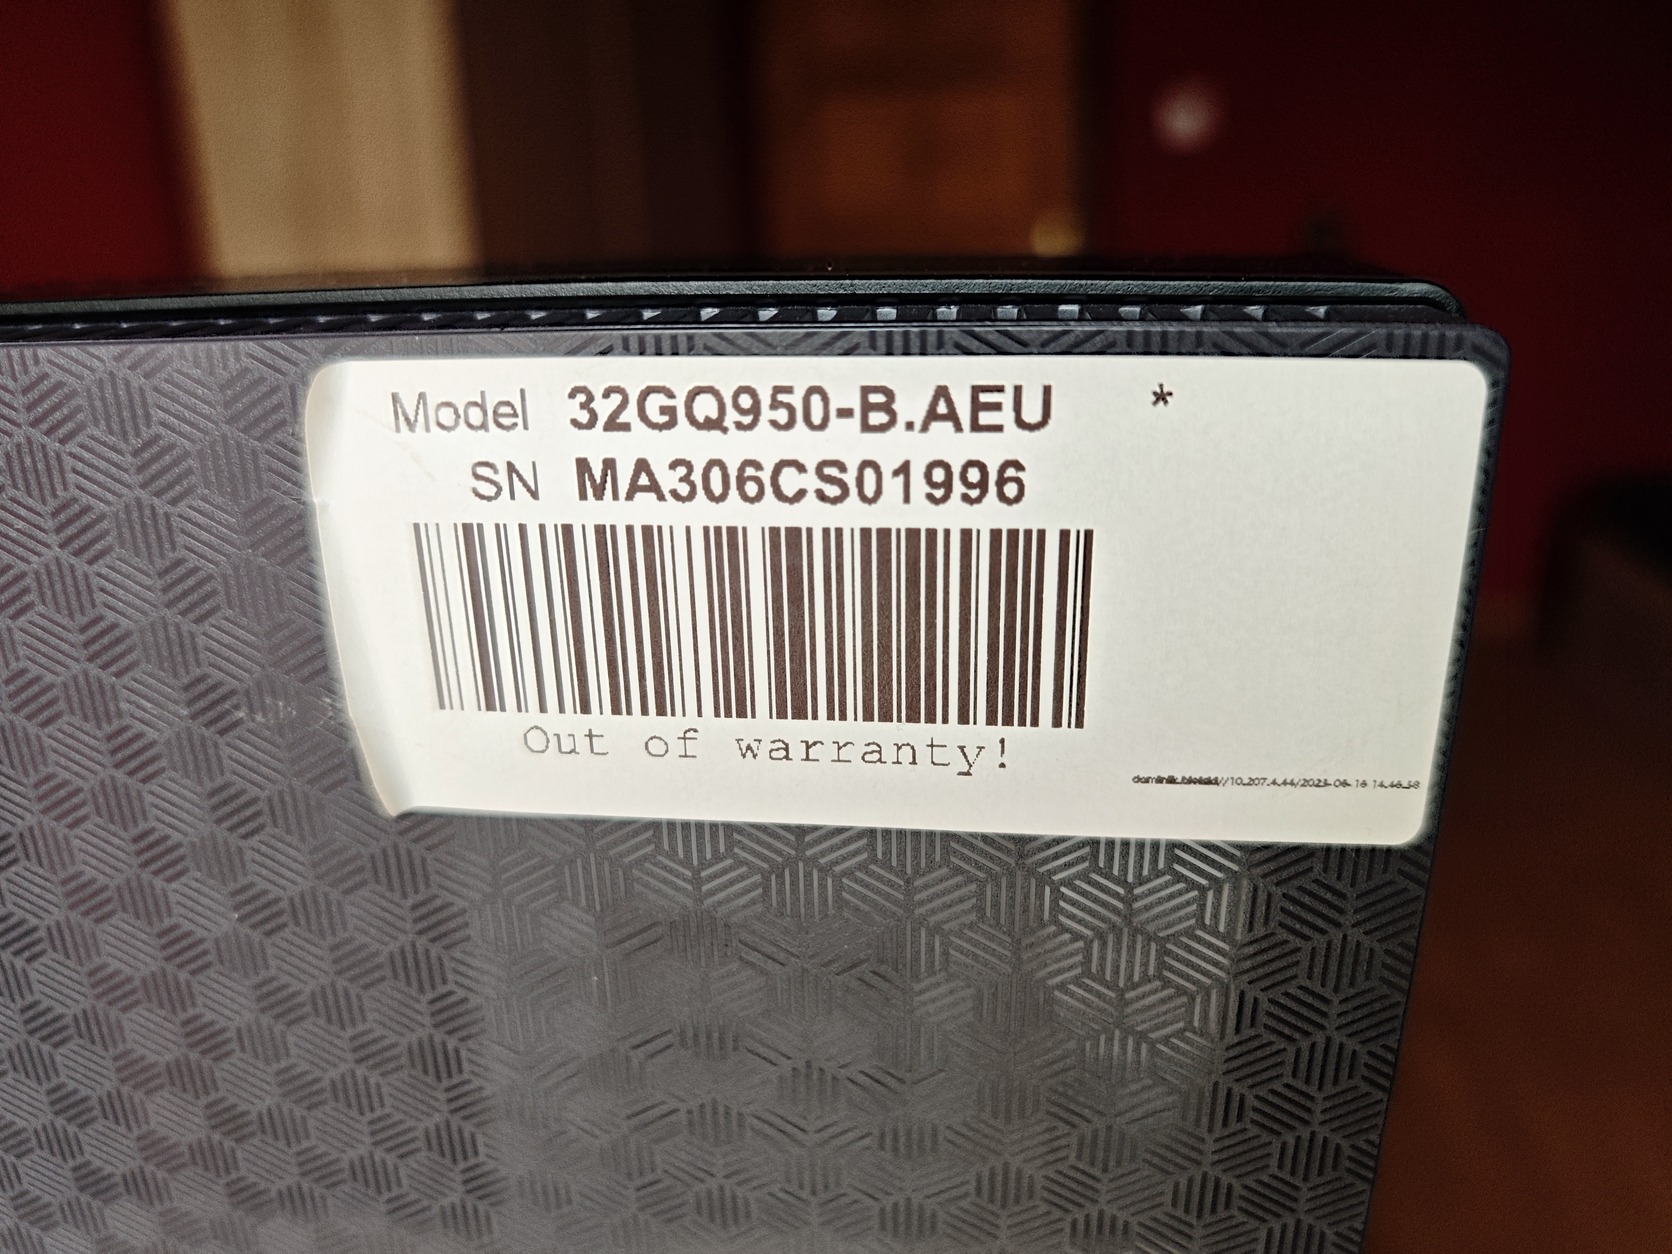 Model 32GQ950-B.AEU *
SN MA306CS01996
Out of warranty!